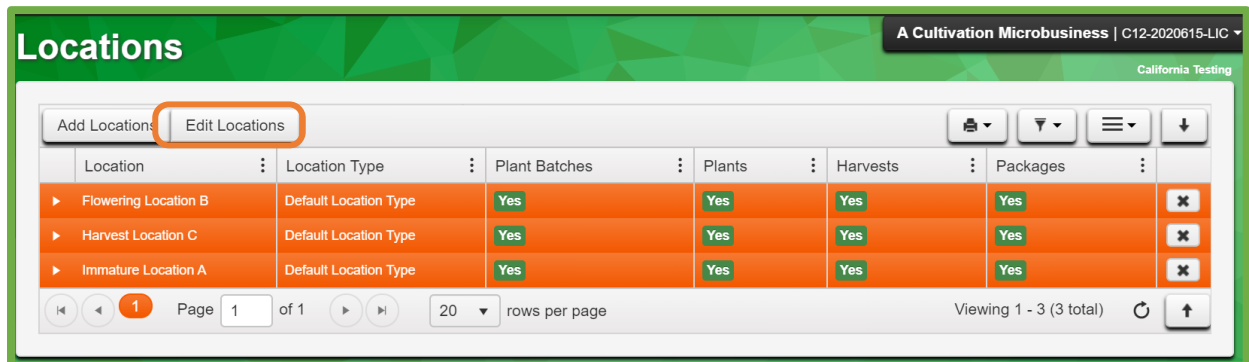 Locations
A Cultivation Microbusiness | C12-2020615-LIC
California Testing
Add Locations Edit Locations
Location Location Type Plant Batches Plants Harvests Packages
Flowering Location B Default Location Type Yes Yes Yes Yes
Harvest Location C Default Location Type Yes Yes Yes Yes
Immature Location A Default Location Type Yes Yes Yes Yes
1 Page 1 of 1 20 rows per page Viewing 1 - 3 (3 total)